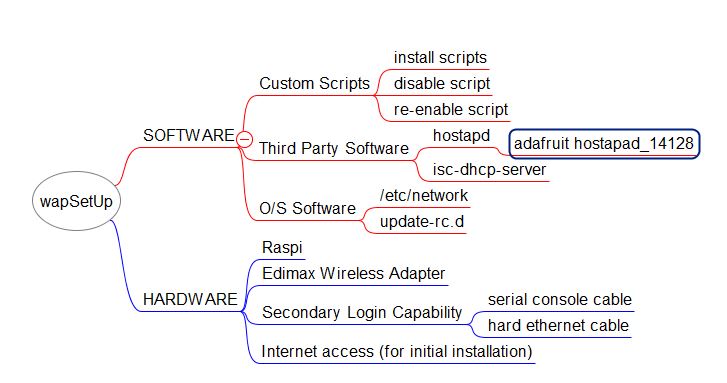 wapSetUp
SOFTWARE
Custom Scripts
install scripts
disable script
re-enable script
Third Party Software
hostapd
adafruit hostapad_14128
isc-dhcp-server
O/S Software
/etc/network
update-rc.d
HARDWARE
Raspi
Edimax Wireless Adapter
Secondary Login Capability
serial console cable
hard ethernet cable
Internet access (for initial installation)